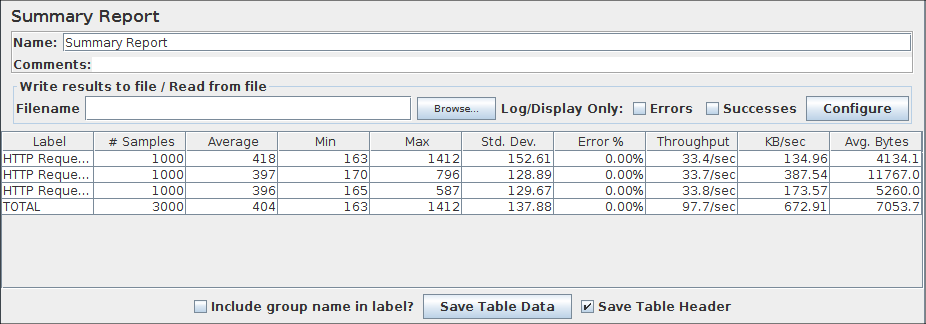 Summary Report
Name: Summary Report
Comments:
Write results to file / Read from file
Filename Browse... Log/Display Only: Errors Successes Configure
Label # Samples Average Min Max Std. Dev. Error % Throughput KB/sec Avg. Bytes
HTTP Reque... 1000 418 163 1412 152.61 0.00% 33.4/sec 134.96 4134.1
HTTP Reque... 1000 397 170 796 128.89 0.00% 33.7/sec 387.54 11767.0
HTTP Reque... 1000 396 165 587 129.67 0.00% 33.8/sec 173.57 5260.0
TOTAL 3000 404 163 1412 137.88 0.00% 97.7/sec 672.91 7053.7
Include group name in label? Save Table Data Save Table Header